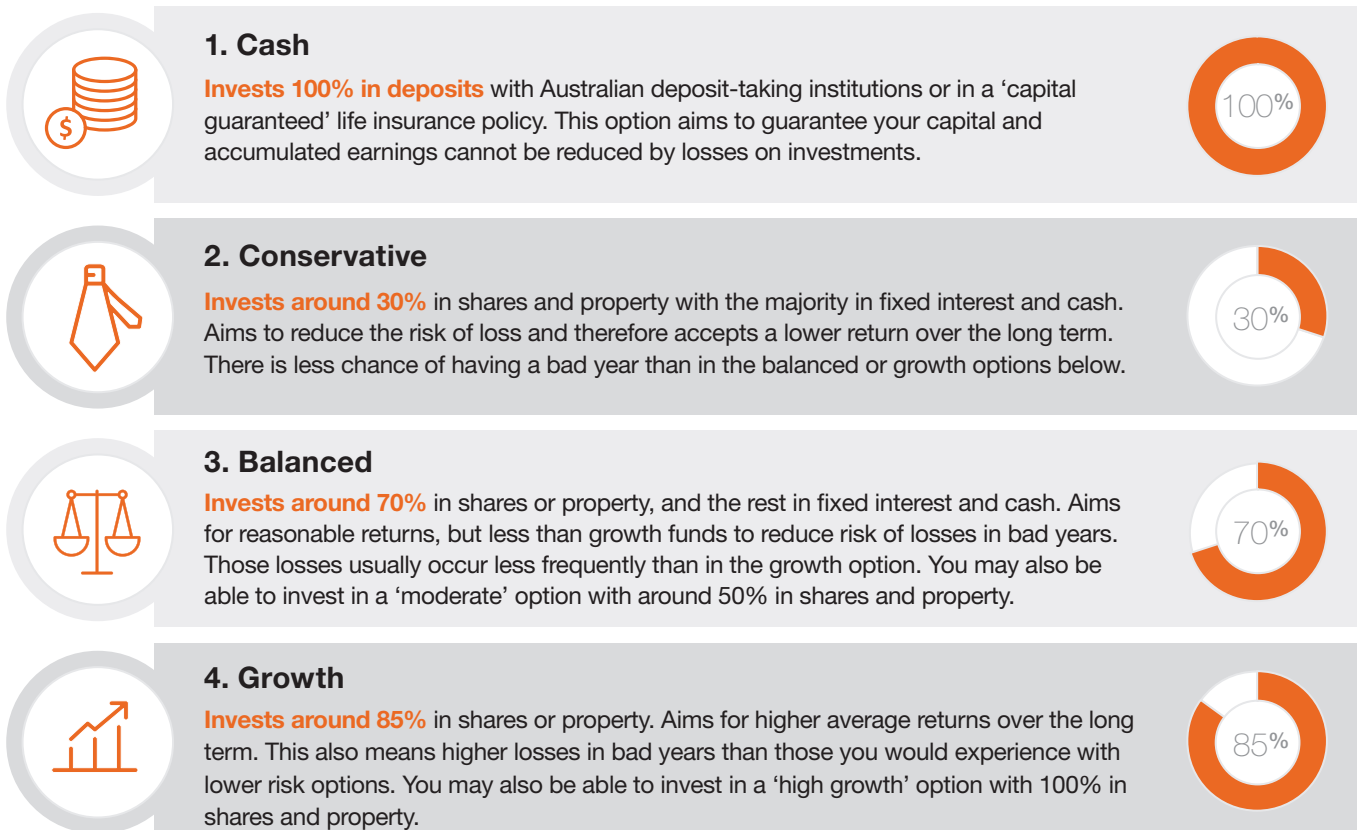 1. Cash
Invests 100% in deposits with Australian deposit-taking institutions or in a ‘capital
guaranteed’ life insurance policy. This option aims to guarantee your capital and
accumulated earnings cannot be reduced by losses on investments.
$
100%
2. Conservative
Invests around 30% in shares and property with the majority in fixed interest and cash.
Aims to reduce the risk of loss and therefore accepts a lower return over the long term.
There is less chance of having a bad year than in the balanced or growth options below.
30%
3. Balanced
Invests around 70% in shares or property, and the rest in fixed interest and cash. Aims
for reasonable returns, but less than growth funds to reduce risk of losses in bad years.
Those losses usually occur less frequently than in the growth option. You may also be
able to invest in a ‘moderate’ option with around 50% in shares and property.
70%
4. Growth
Invests around 85% in shares or property. Aims for higher average returns over the long
term. This also means higher losses in bad years than those you would experience with
lower risk options. You may also be able to invest in a ‘high growth’ option with 100% in
shares and property.
85%